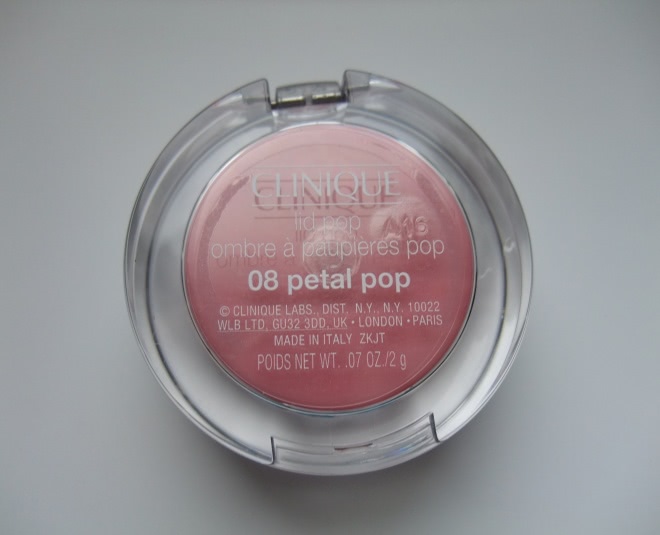 CLINIQUE
lid pop
A46
ombre à paupières pop
08 petal pop
© CLINIQUE LABS., DIST. N.Y., N.Y. 10022
WLB LTD, GU32 3DD, UK • LONDON • PARIS
MADE IN ITALY ZKJT
POIDS NET WT. .07 OZ./2 g